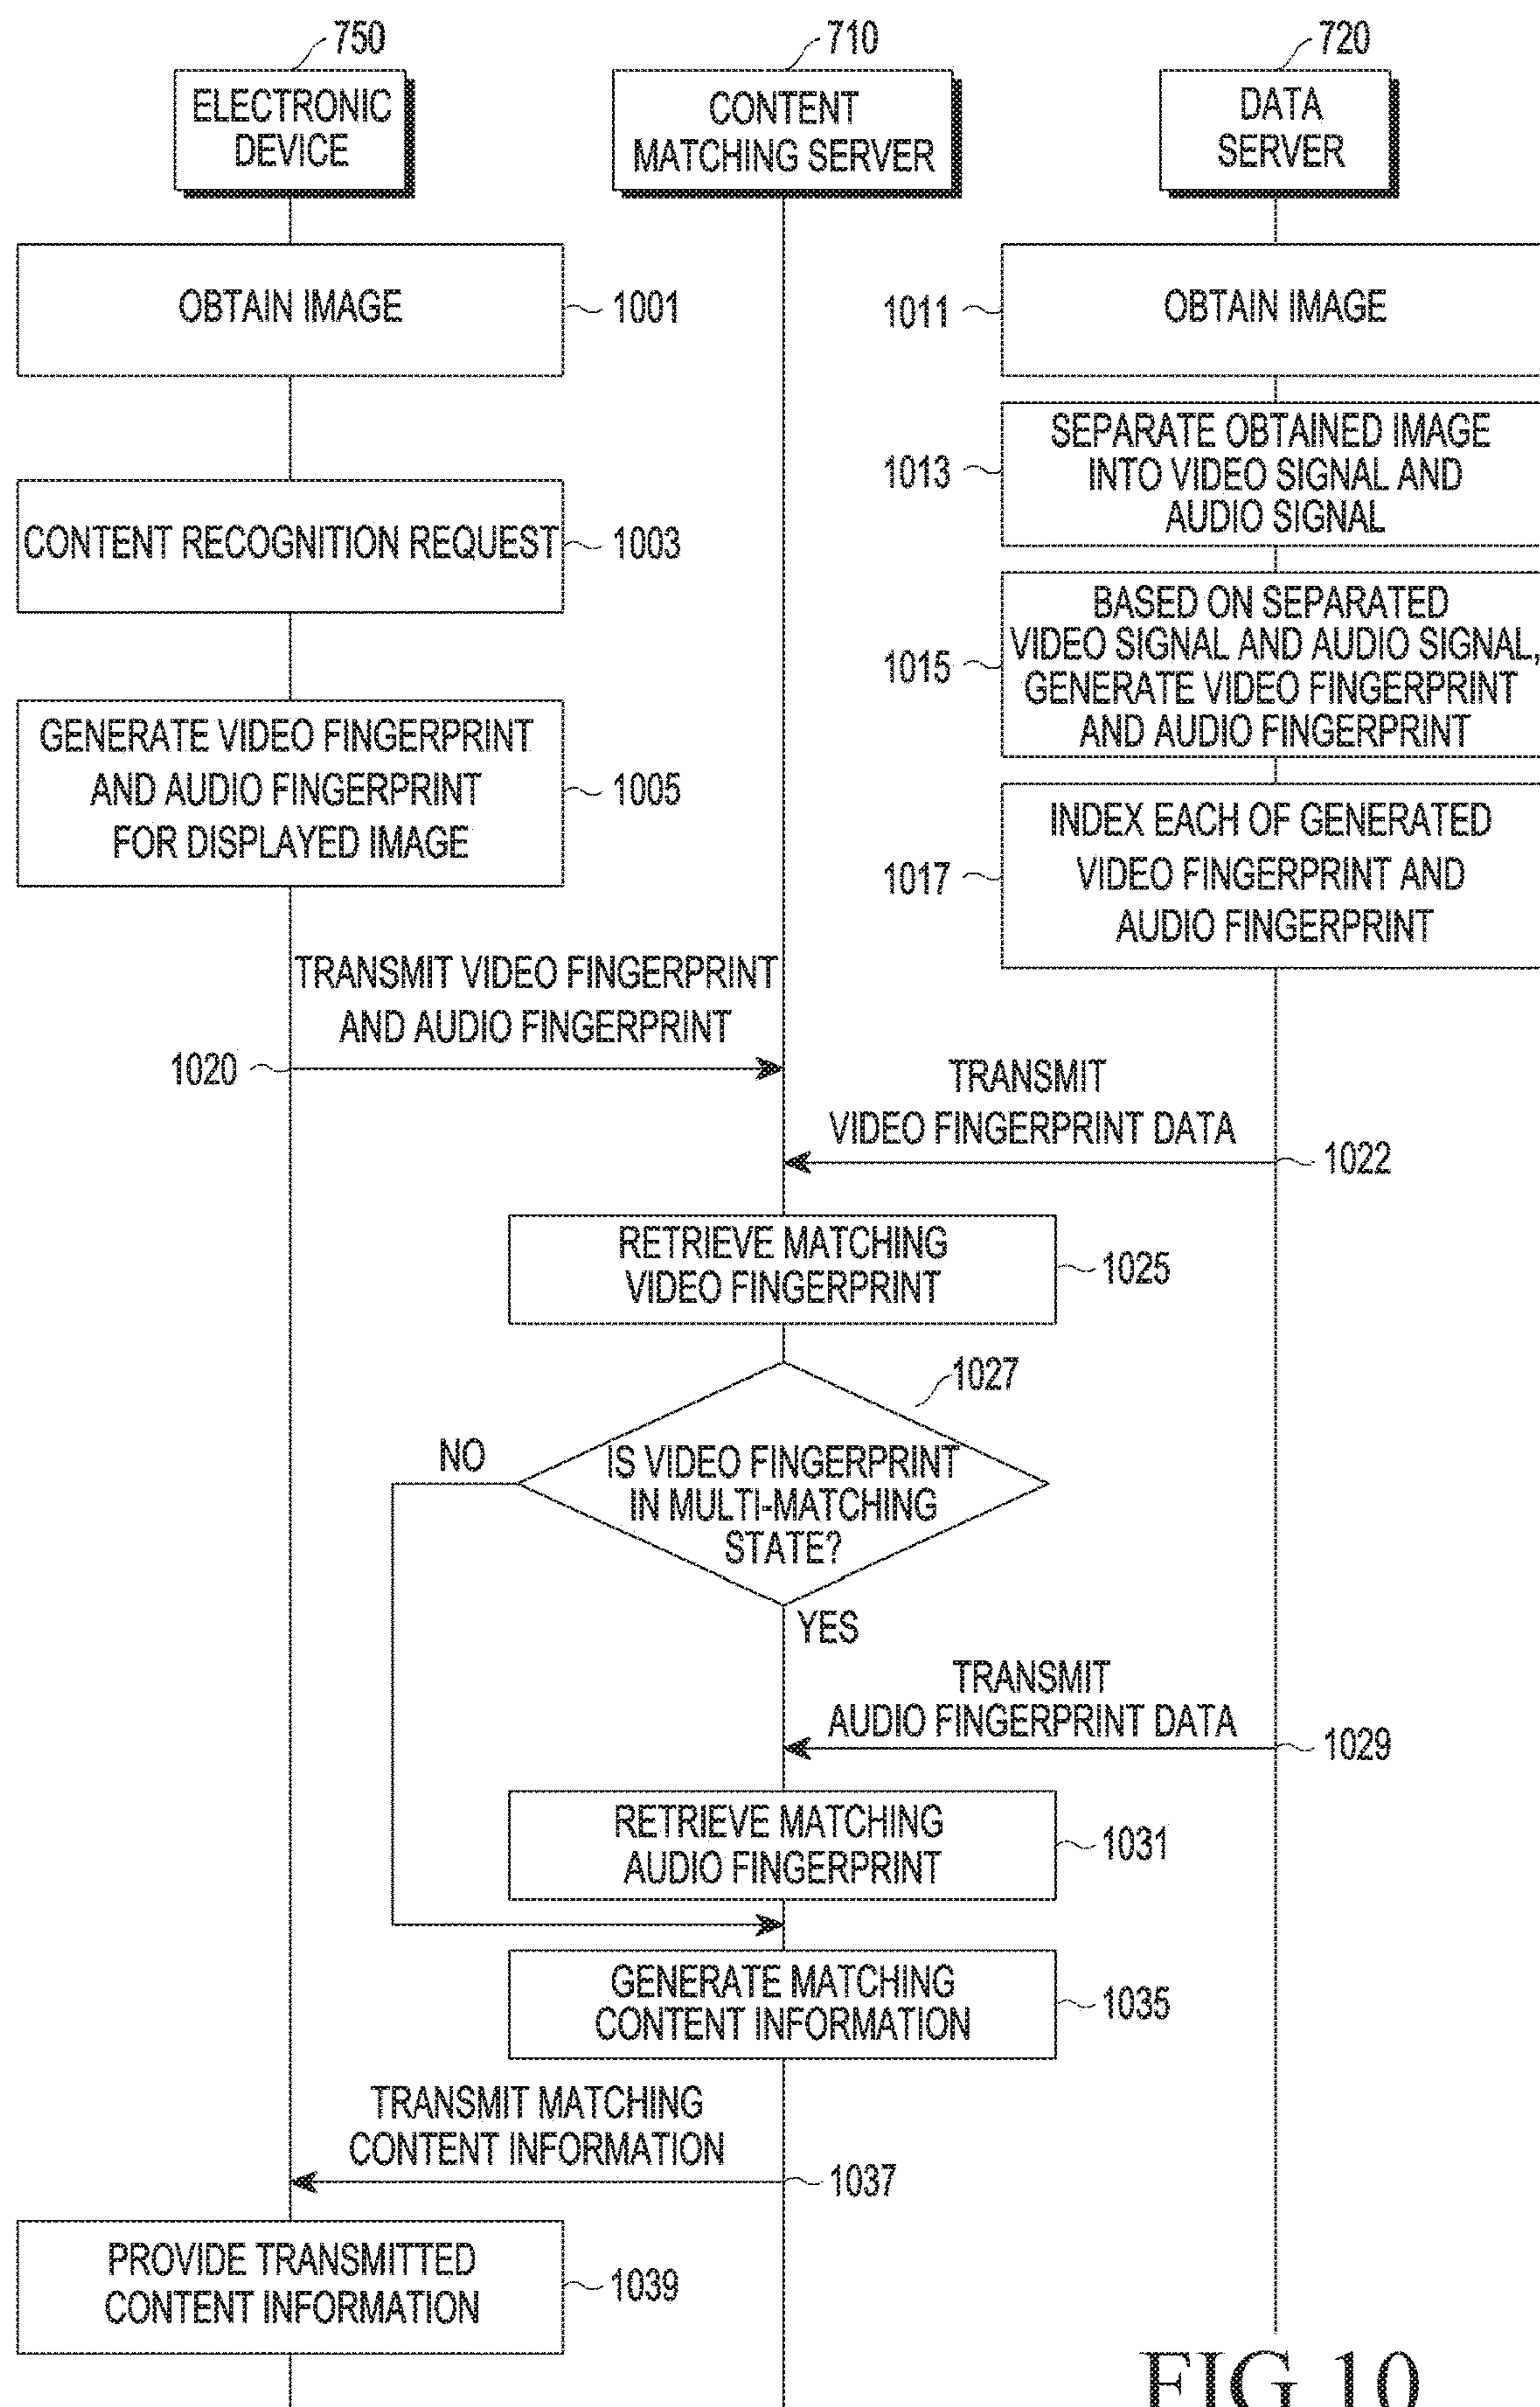 750
710
720
ELECTRONIC
DEVICE
CONTENT
MATCHING SERVER
DATA
SERVER
OBTAIN IMAGE
1001
1011
OBTAIN IMAGE
CONTENT RECOGNITION REQUEST
1003
1013
SEPARATE OBTAINED IMAGE
INTO VIDEO SIGNAL AND
AUDIO SIGNAL
1015
BASED ON SEPARATED
VIDEO SIGNAL AND AUDIO SIGNAL,
GENERATE VIDEO FINGERPRINT
AND AUDIO FINGERPRINT
GENERATE VIDEO FINGERPRINT
AND AUDIO FINGERPRINT
FOR DISPLAYED IMAGE
1005
1017
INDEX EACH OF GENERATED
VIDEO FINGERPRINT AND
AUDIO FINGERPRINT
TRANSMIT VIDEO FINGERPRINT
AND AUDIO FINGERPRINT
1020
TRANSMIT
VIDEO FINGERPRINT DATA
1022
RETRIEVE MATCHING
VIDEO FINGERPRINT
1025
1027
NO
IS VIDEO FINGERPRINT
IN MULTI-MATCHING
STATE?
YES
TRANSMIT
AUDIO FINGERPRINT DATA
1029
RETRIEVE MATCHING
AUDIO FINGERPRINT
1031
GENERATE MATCHING
CONTENT INFORMATION
1035
TRANSMIT MATCHING
CONTENT INFORMATION
1037
PROVIDE TRANSMITTED
CONTENT INFORMATION
1039
FIG.10